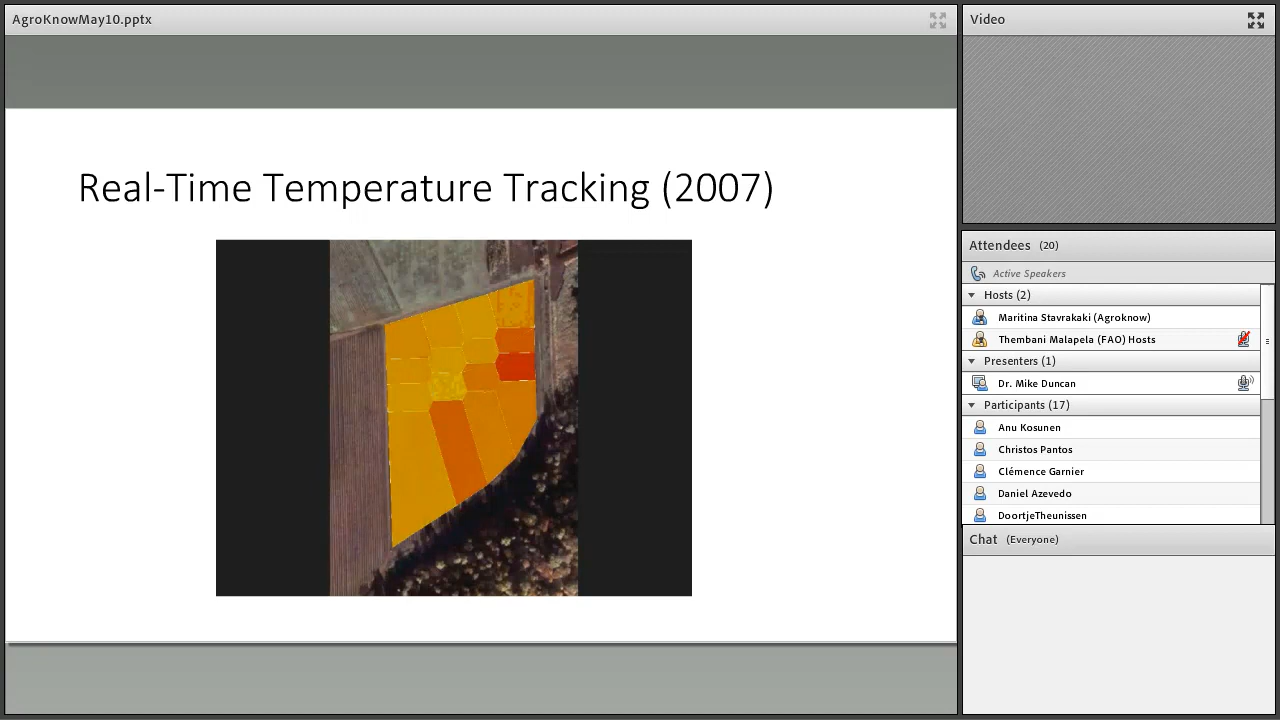 AgroKnowMay10.pptx
Real-Time Temperature Tracking (2007)
Video
Attendees (20)
Active Speakers
Hosts (2)
Maritina Stavrakaki (Agroknow)
Thembani Malapela (FAO) Hosts
Presenters (1)
Dr. Mike Duncan
Participants (17)
Anu Kosunen
Christos Pantos
Clémence Garnier
Daniel Azevedo
DoortjeTheunissen
Chat (Everyone)